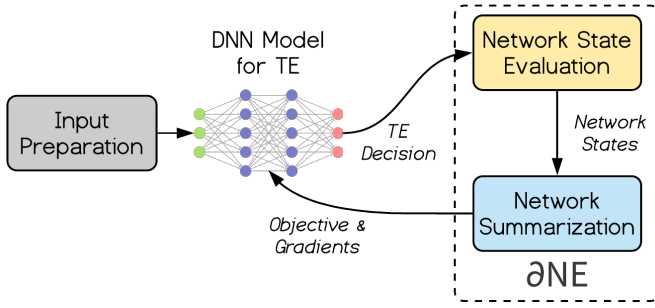 Input
Preparation
DNN Model
for TE
TE
Decision
Network State
Evaluation
Network
States
Network
Summarization
Objective &
Gradients
∂NE